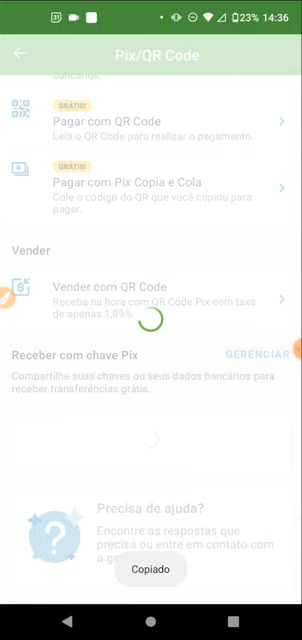 31
23% 14:36
Pix/QR Code
bancários.
GRÁTIS!
Pagar com QR Code
Leia o QR Code para realizar o pagamento.
GRÁTIS!
Pagar com Pix Copia e Cola
Cole o código do QR que você copiou para
pagar.
Vender
Vender com QR Code
Receba na hora com QR Code Pix com taxa
de apenas 1,89%.
Receber com chave Pix
GERENCIAR
Compartilhe suas chaves ou seus dados bancários para
receber transferências grátis.
Precisa de ajuda?
Encontre as respostas que
precisa ou entre em contato com
a ge
Copiado